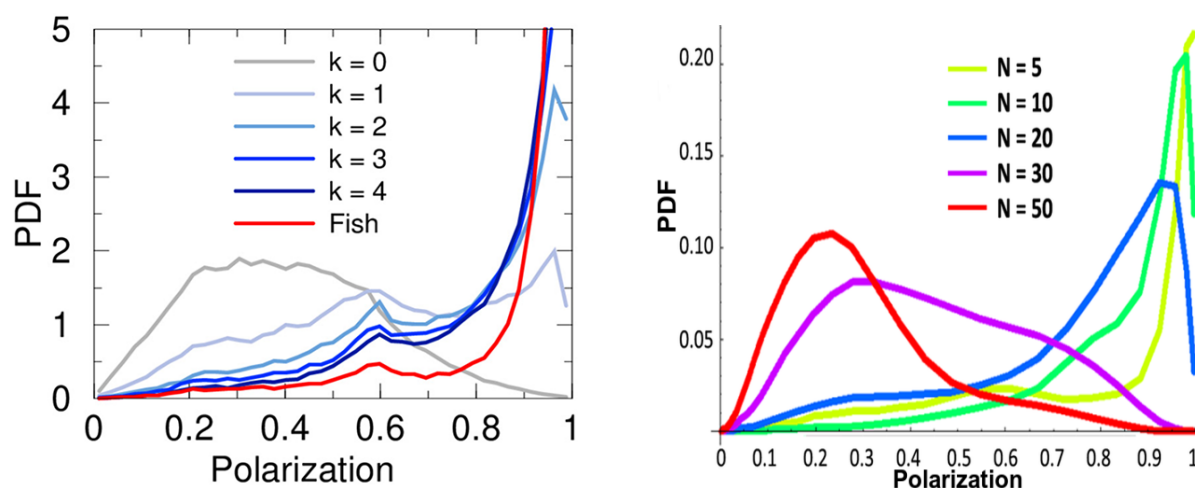 5
4
3
2
1
0
PDF
k = 0
k = 1
k = 2
k = 3
k = 4
Fish
0 0.2 0.4 0.6 0.8 1
Polarization
0.20
0.15
0.10
0.05
PDF
N = 5
N = 10
N = 20
N = 30
N = 50
0 0.1 0.2 0.3 0.4 0.5 0.6 0.7 0.8 0.9 1
Polarization